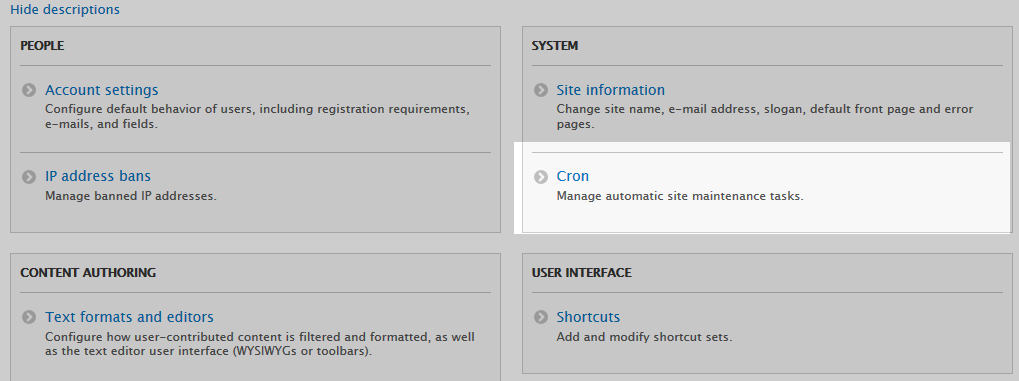 Hide descriptions
PEOPLE
Account settings
Configure default behavior of users, including registration requirements,
e-mails, and fields.
IP address bans
Manage banned IP addresses.
SYSTEM
Site information
Change site name, e-mail address, slogan, default front page and error
pages.
Cron
Manage automatic site maintenance tasks.
CONTENT AUTHORING
Text formats and editors
Configure how user-contributed content is filtered and formatted, as well
as the text editor user interface (WYSIWYGs or toolbars).
USER INTERFACE
Shortcuts
Add and modify shortcut sets.